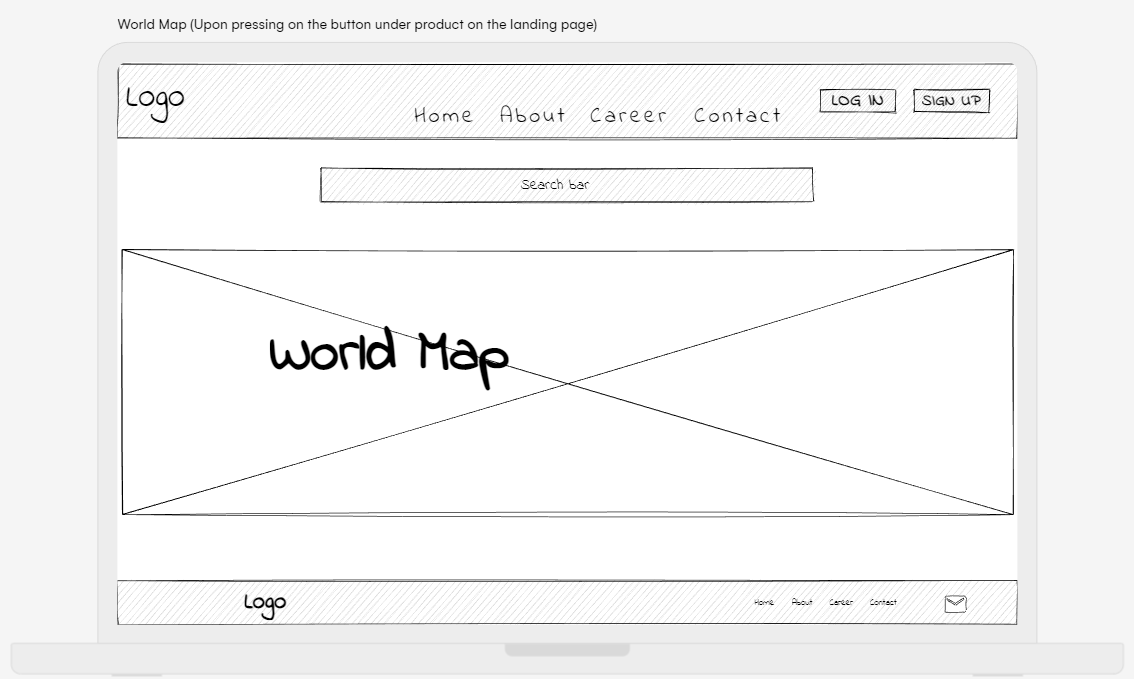 World Map (Upon pressing on the button under product on the landing page)
Logo
Home About Career Contact
LOG IN SIGN UP
Search bar
World Map
Logo
Home About Career Contact